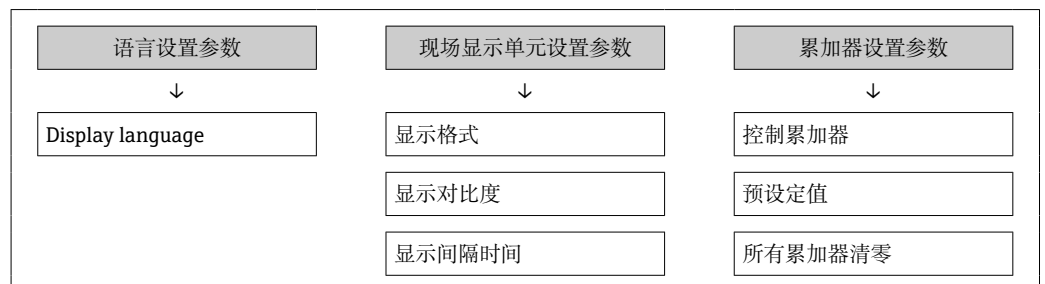 语言设置参数
现场显示单元设置参数
累加器设置参数
↓
↓
↓
Display language
显示格式
控制累加器
显示对比度
预设定值
显示间隔时间
所有累加器清零